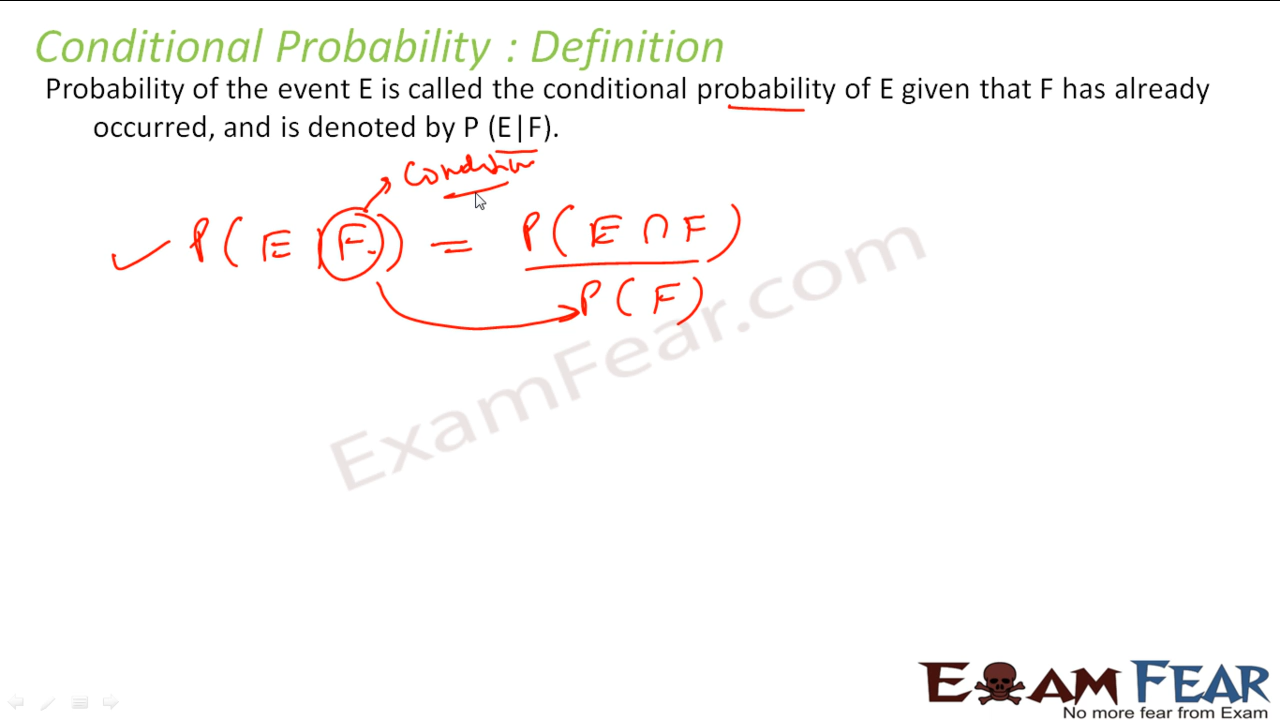 Conditional Probability : Definition
Probability of the event E is called the conditional probability of E given that F has already
occurred, and is denoted by P (E|F).
Condition
P( E | F ) = P( E ∩ F )
P( F )
ExamFear.com
EXAM FEAR
No more fear from Exam